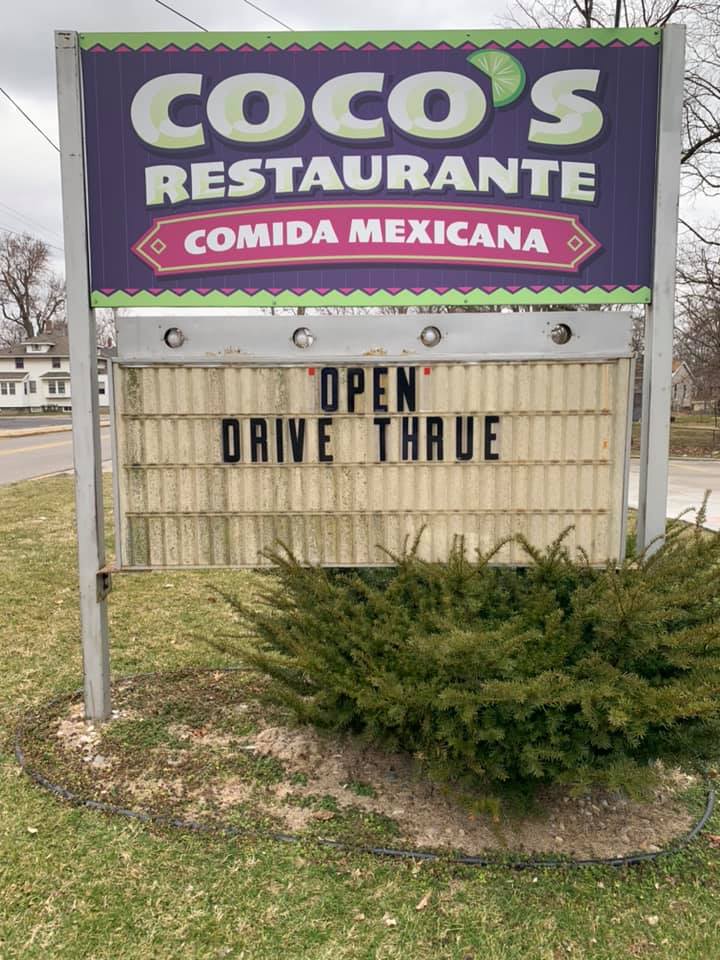 COCO'S
RESTAURANTE
COMIDA MEXICANA
"OPEN"
DRIVE THRUE